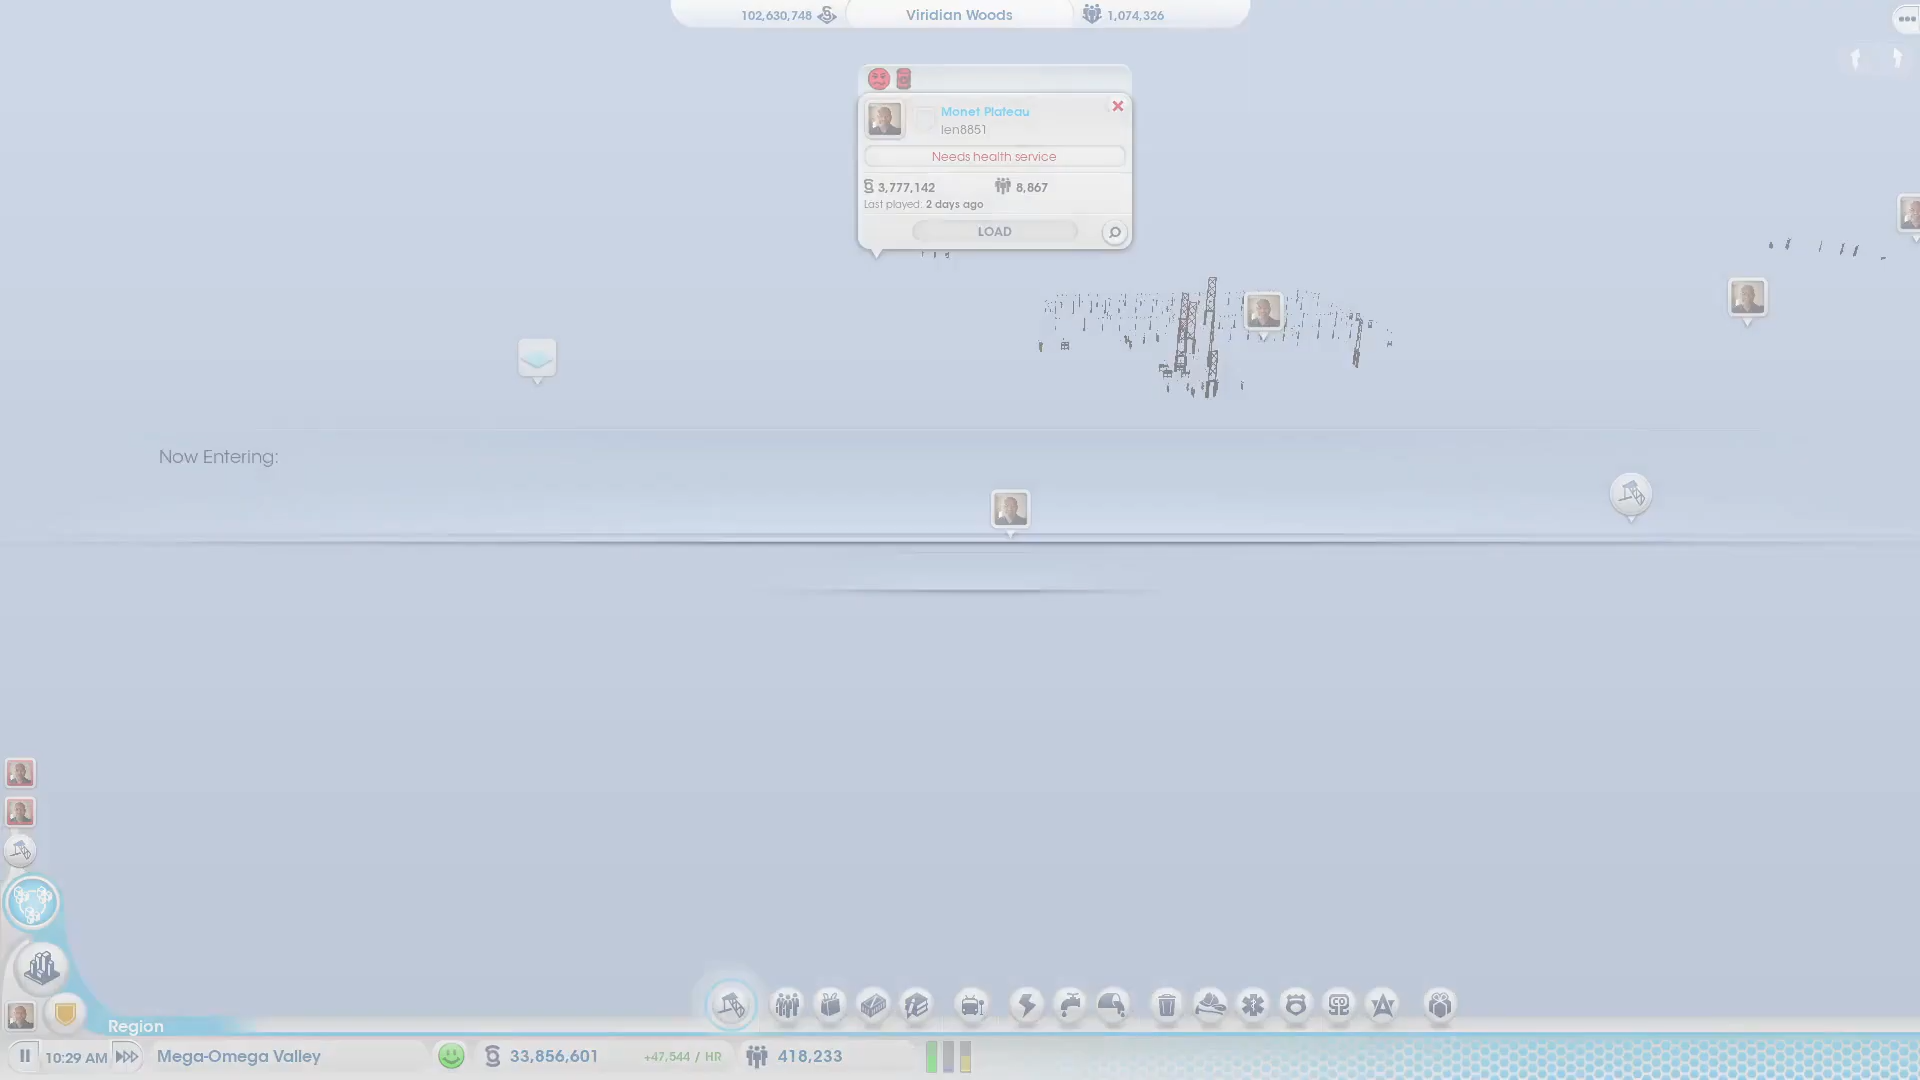 102,630,748
Viridian Woods
1,074,326
Monet Plateau
len8851
Needs health service
3,777,142
8,867
Last played: 2 days ago
LOAD
Now Entering:
Region
10:29 AM
Mega-Omega Valley
33,856,601
+47,544 / HR
418,233